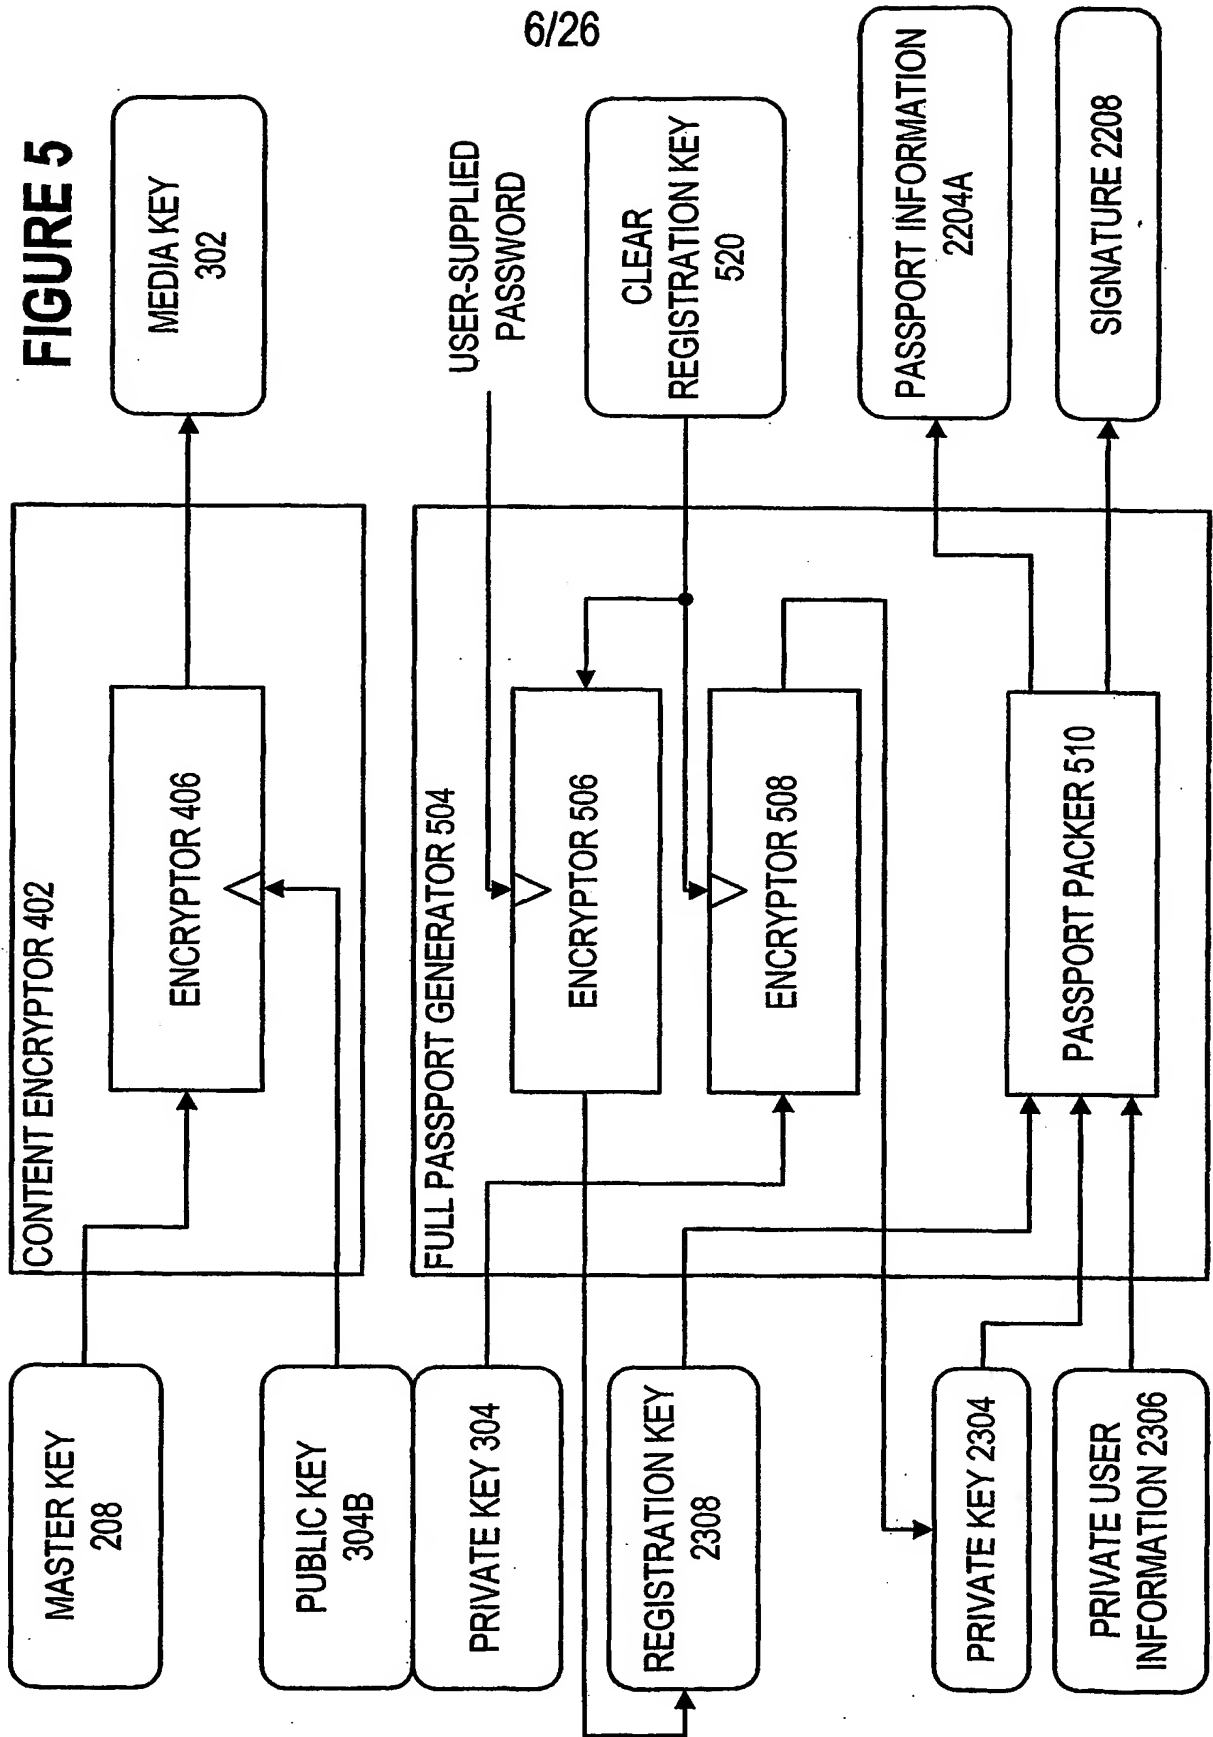 6/26
FIGURE 5
MASTER KEY
208
CONTENT ENCRYPTOR 402
ENCRYPTOR 406
MEDIA KEY
302
PUBLIC KEY
304B
PRIVATE KEY 304
FULL PASSPORT GENERATOR 504
USER-SUPPLIED
PASSWORD
ENCRYPTOR 506
ENCRYPTOR 508
CLEAR
REGISTRATION KEY
520
REGISTRATION KEY
2308
PRIVATE KEY 2304
PRIVATE USER
INFORMATION 2306
PASSPORT PACKER 510
PASSPORT INFORMATION
2204A
SIGNATURE 2208